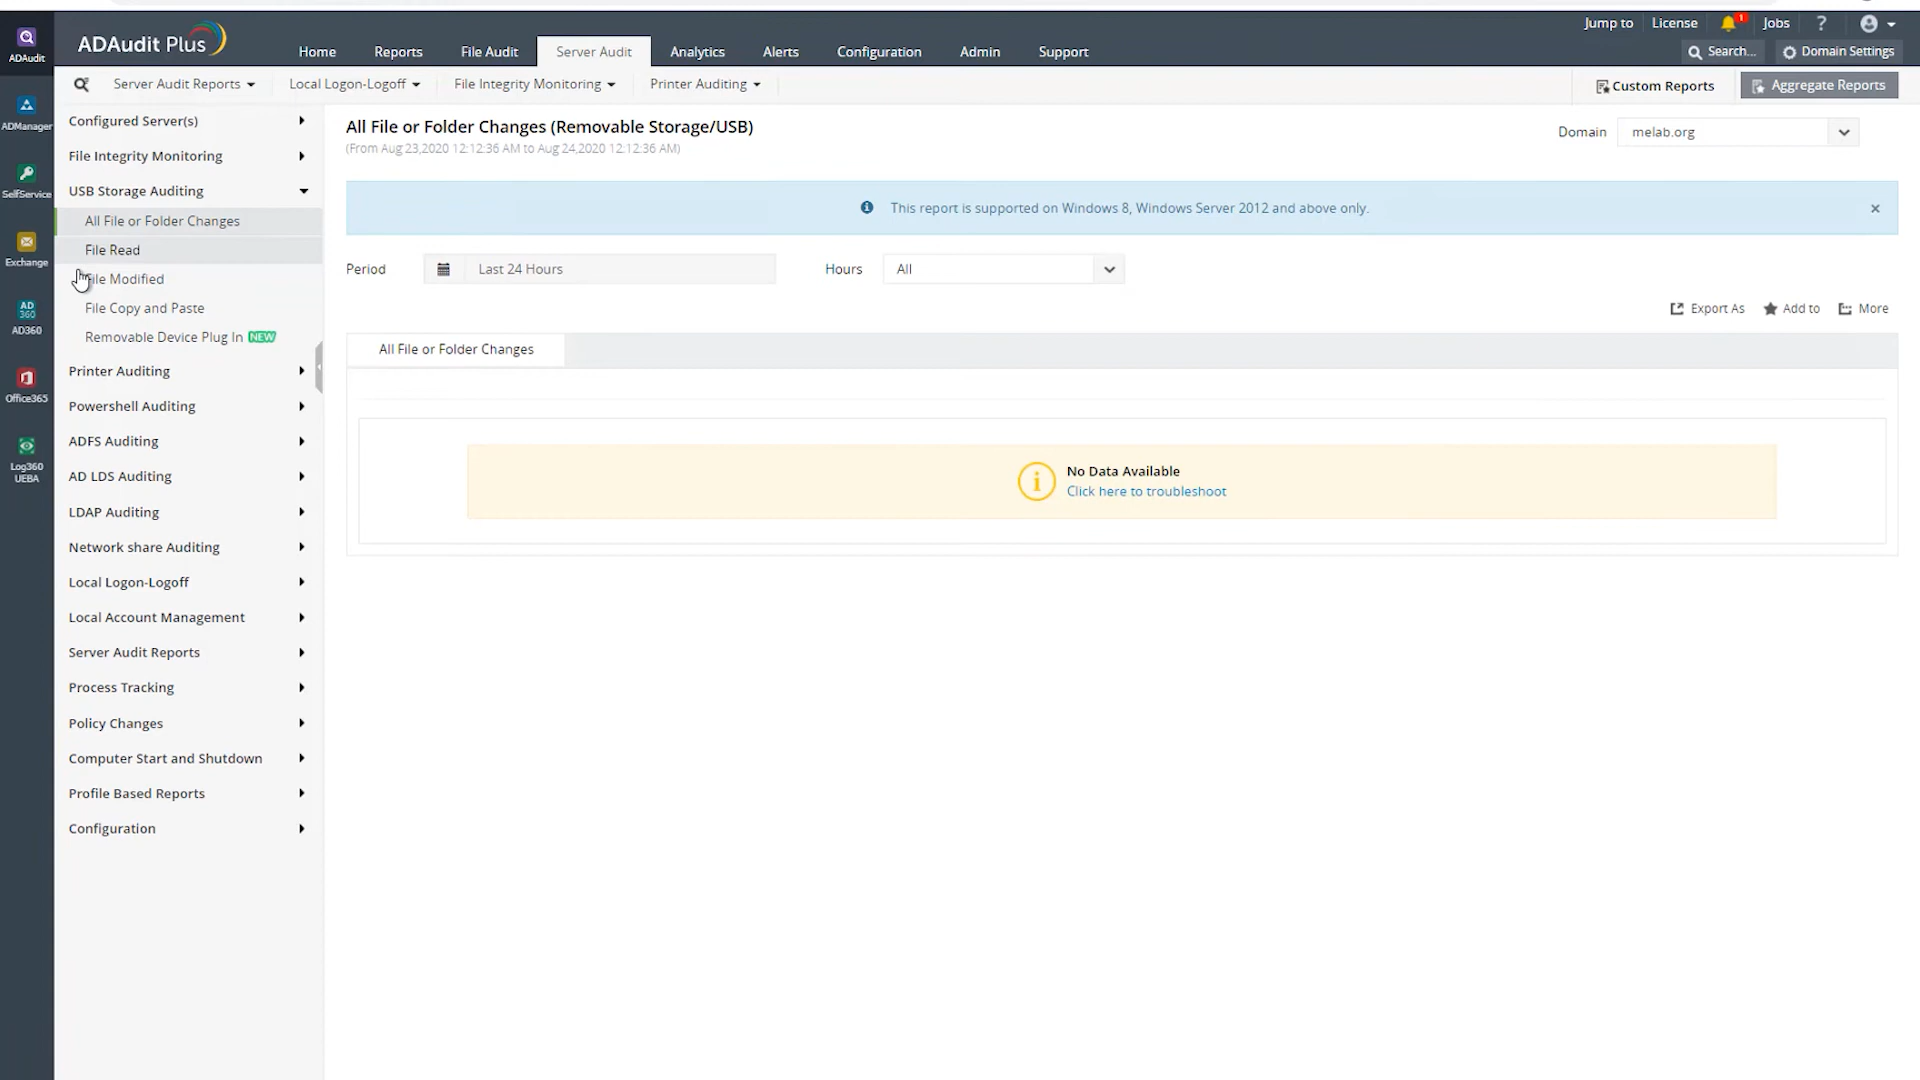 ADAudit
ADAudit Plus
Jump to
License
1
Jobs
?
Home
Reports
File Audit
Server Audit
Analytics
Alerts
Configuration
Admin
Support
Search...
Domain Settings
Server Audit Reports
Local Logon-Logoff
File Integrity Monitoring
Printer Auditing
Custom Reports
Aggregate Reports
ADManager
SelfService
Exchange
AD
360
AD360
Office365
Log360
UEBA
Configured Server(s)
File Integrity Monitoring
USB Storage Auditing
All File or Folder Changes
File Read
File Modified
File Copy and Paste
Removable Device Plug In NEW
Printer Auditing
Powershell Auditing
ADFS Auditing
AD LDS Auditing
LDAP Auditing
Network share Auditing
Local Logon-Logoff
Local Account Management
Server Audit Reports
Process Tracking
Policy Changes
Computer Start and Shutdown
Profile Based Reports
Configuration
All File or Folder Changes (Removable Storage/USB)
(From Aug 23,2020 12:12:36 AM to Aug 24,2020 12:12:36 AM)
Domain
melab.org
This report is supported on Windows 8, Windows Server 2012 and above only.
Period
Last 24 Hours
Hours
All
Export As
Add to
More
All File or Folder Changes
No Data Available
Click here to troubleshoot